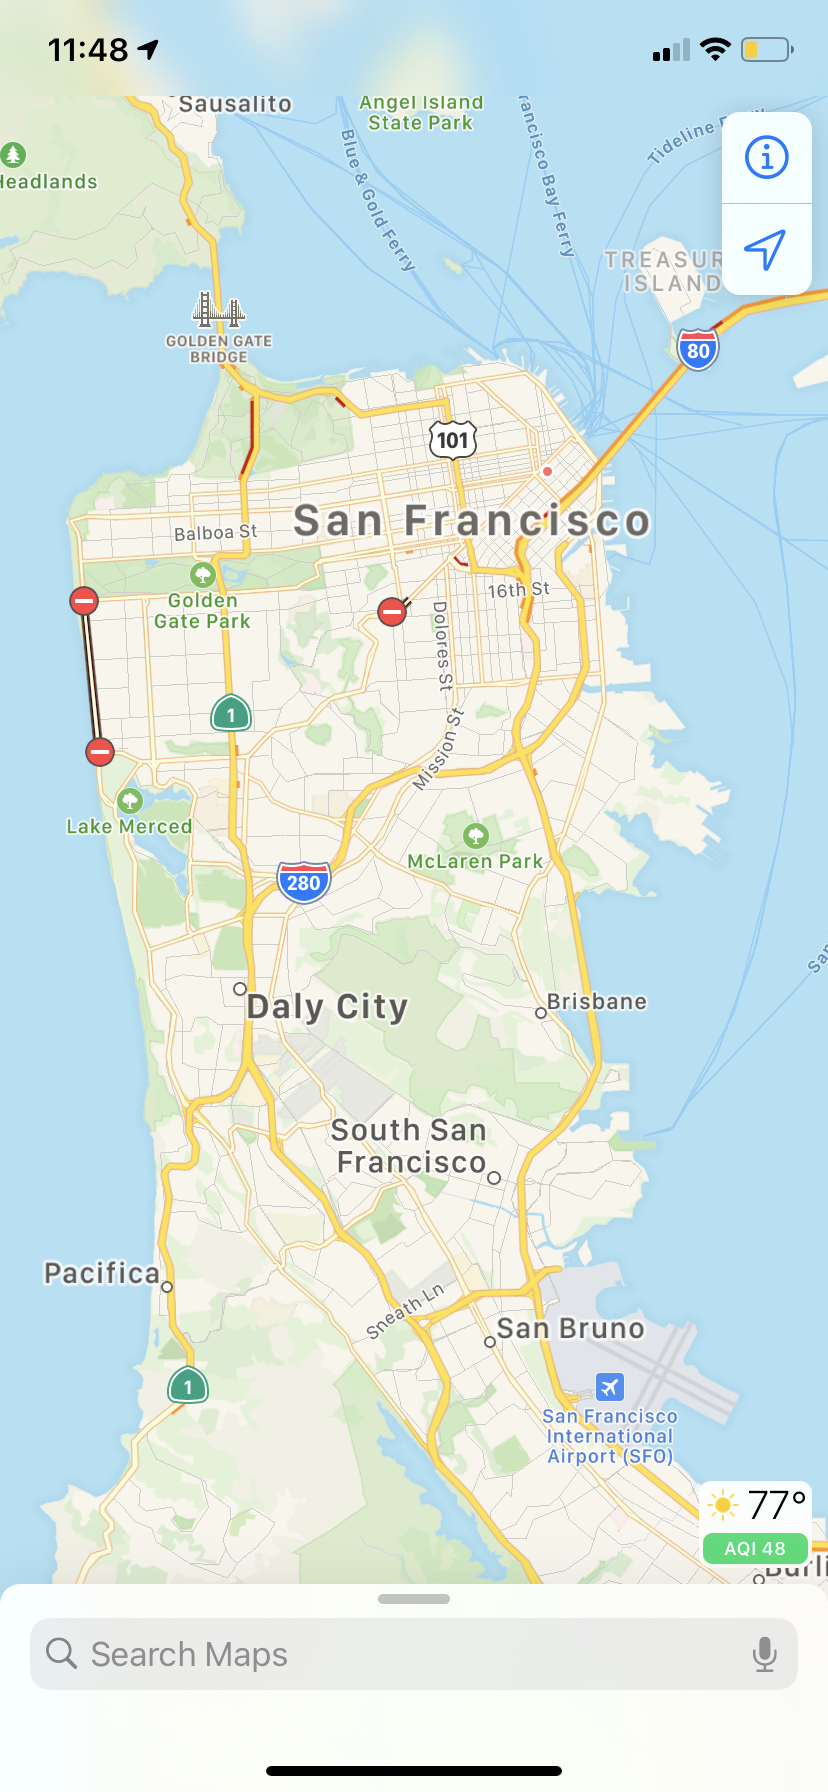 11:48
Sausalito
Angel Island
State Park
Headlands
Blue & Gold Ferry
Francisco Bay Ferry
Tideline
TREASUR
ISLAND
GOLDEN GATE
BRIDGE
80
101
San Francisco
Balboa St
16th St
Golden
Gate Park
Dolores St
1
Mission St
Lake Merced
McLaren Park
280
Daly City
Brisbane
South San
Francisco
Pacifica
Sneath Ln
San Bruno
1
San Francisco
International
Airport (SFO)
77°
AQI 48
Burli
Search Maps